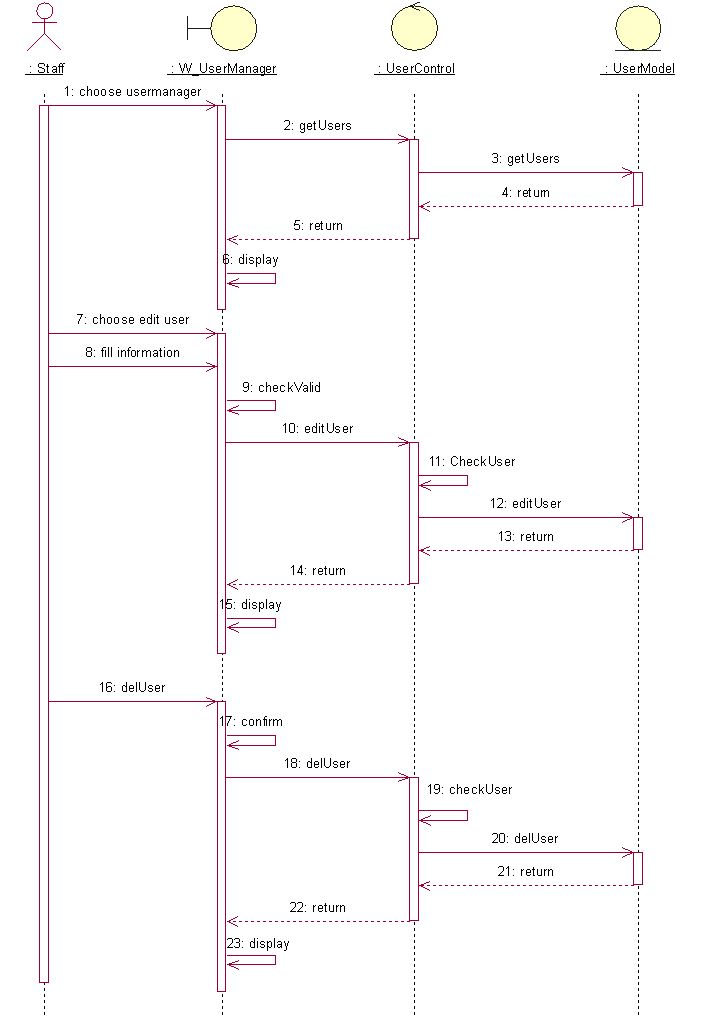 : Staff
: W_UserManager
: UserControl
: UserModel
1: choose usermanager
2: getUsers
3: getUsers
4: return
5: return
6: display
7: choose edit user
8: fill information
9: checkValid
10: editUser
11: CheckUser
12: editUser
13: return
14: return
15: display
16: delUser
17: confirm
18: delUser
19: checkUser
20: delUser
21: return
22: return
23: display